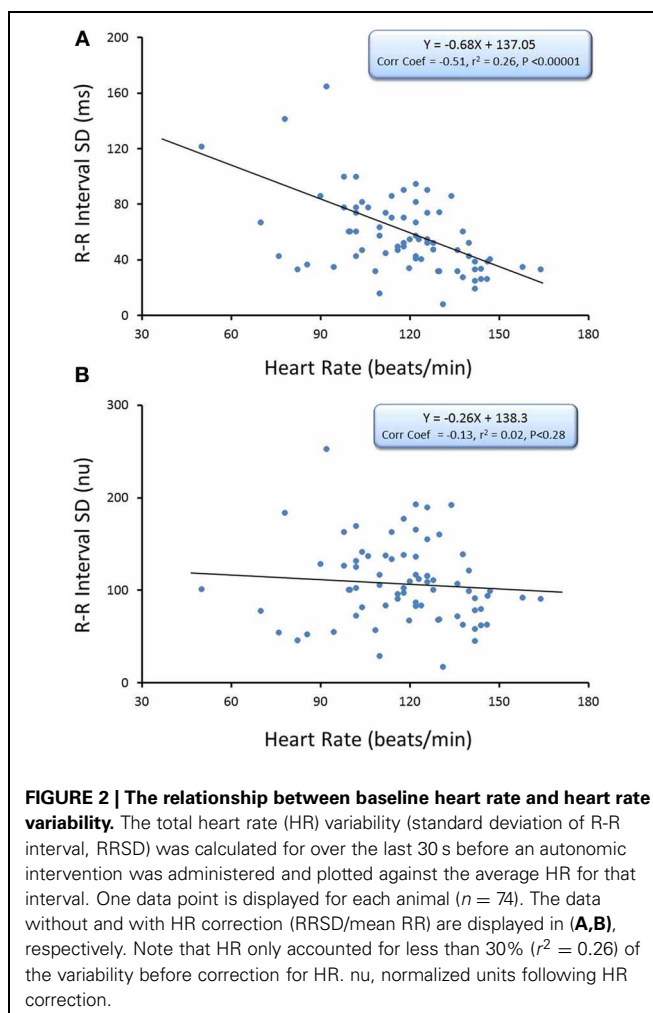 A
Y = -0.68X + 137.05
Corr Coef = -0.51, r² = 0.26, P <0.00001
R-R Interval SD (ms)
200
160
120
80
40
0
30 60 90 120 150 180
Heart Rate (beats/min)
B
Y = -0.26X + 138.3
Corr Coef = -0.13, r² = 0.02, P<0.28
R-R Interval SD (nu)
300
200
100
0
30 60 90 120 150 180
Heart Rate (beats/min)
FIGURE 2 | The relationship between baseline heart rate and heart rate
variability. The total heart rate (HR) variability (standard deviation of R-R
interval, RRSD) was calculated for over the last 30 s before an autonomic
intervention was administered and plotted against the average HR for that
interval. One data point is displayed for each animal (n = 74). The data
without and with HR correction (RRSD/mean RR) are displayed in (A,B),
respectively. Note that HR only accounted for less than 30% (r² = 0.26) of
the variability before correction for HR. nu, normalized units following HR
correction.